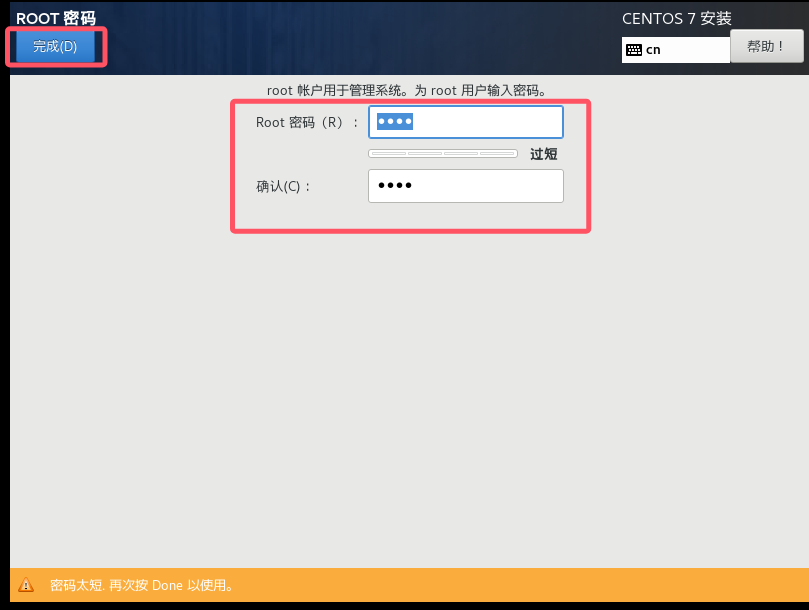 ROOT 密码
CENTOS 7 安装
完成(D)
cn
帮助！
root 帐户用于管理系统。为 root 用户输入密码。
Root 密码（R）：
••••
过短
确认(C)：
••••
密码太短. 再次按 Done 以使用。